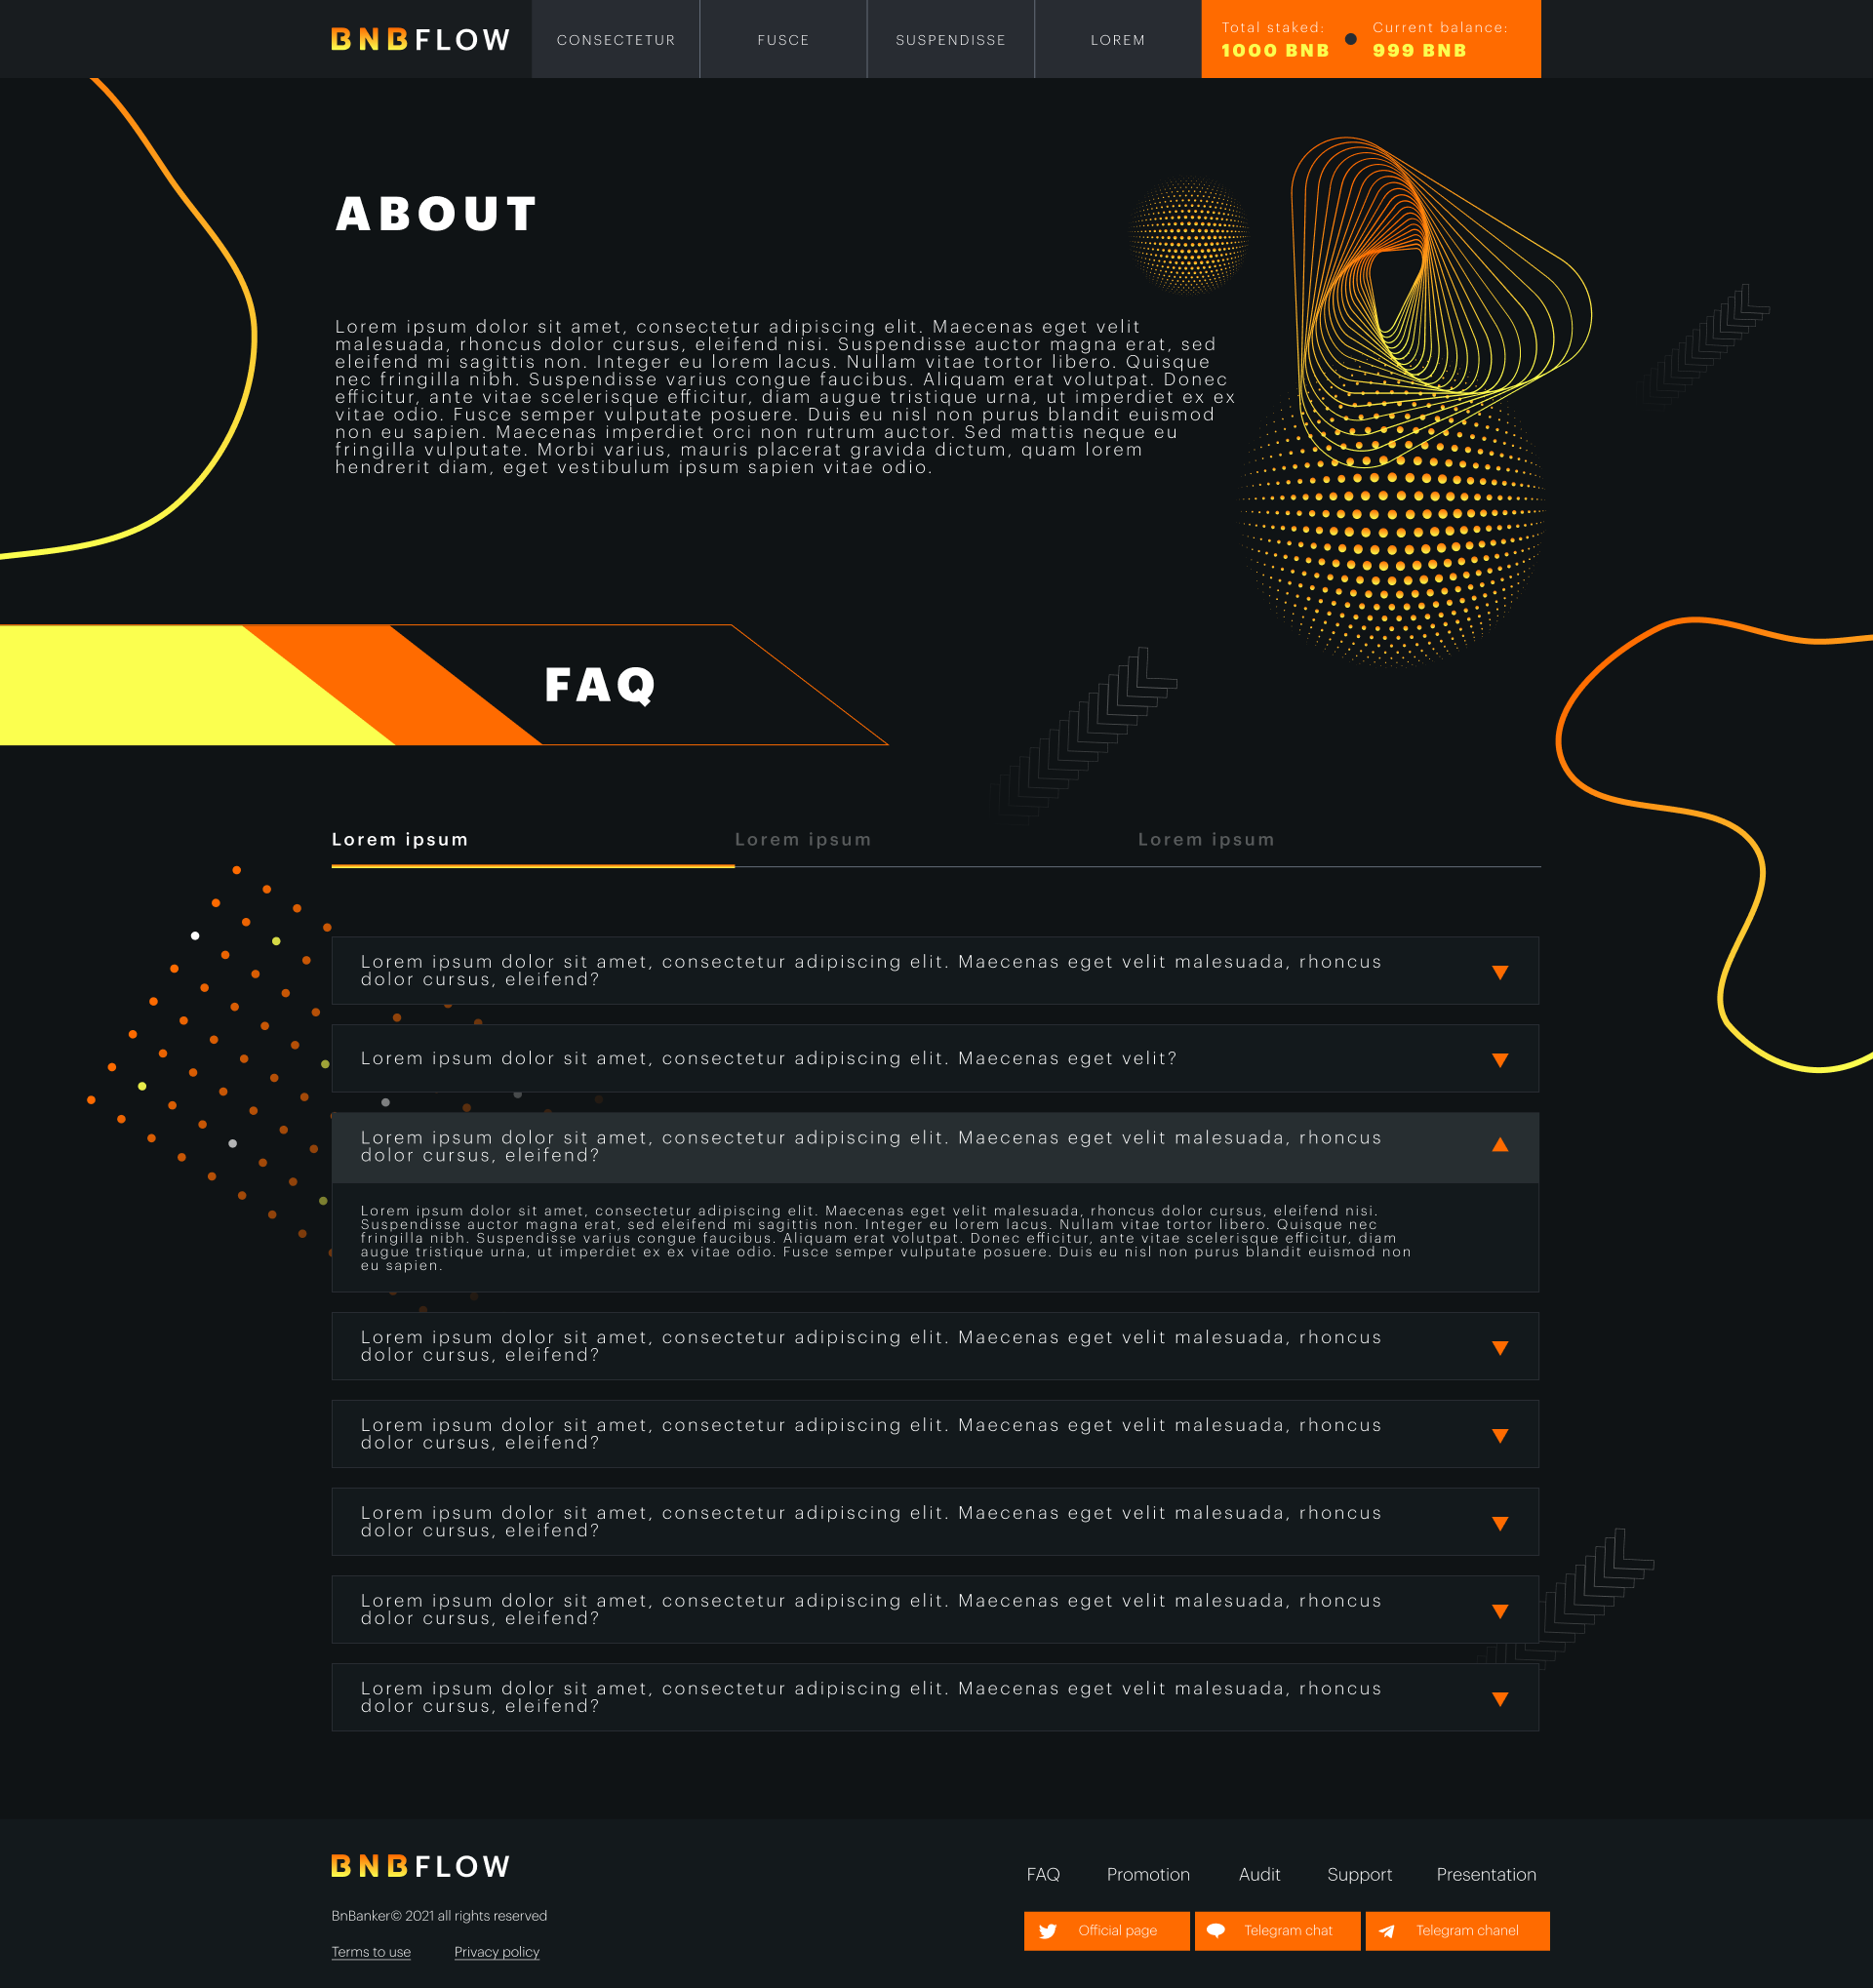 BNBFLOW
CONSECTETUR
FUSCE
SUSPENDISSE
LOREM
Total staked:
1000 BNB
Current balance:
999 BNB
ABOUT
Lorem ipsum dolor sit amet, consectetur adipiscing elit. Maecenas eget velit
malesuada, rhoncus dolor cursus, eleifend nisi. Suspendisse auctor magna erat, sed
eleifend mi sagittis non. Integer eu lorem lacus. Nullam vitae tortor libero. Quisque
nec fringilla nibh. Suspendisse varius congue faucibus. Aliquam erat volutpat. Donec
efficitur, ante vitae scelerisque efficitur, diam augue tristique urna, ut imperdiet ex ex
vitae odio. Fusce semper vulputate posuere. Duis eu nisl non purus blandit euismod
non eu sapien. Maecenas imperdiet orci non rutrum auctor. Sed mattis neque eu
fringilla vulputate. Morbi varius, mauris placerat gravida dictum, quam lorem
hendrerit diam, eget vestibulum ipsum sapien vitae odio.
FAQ
Lorem ipsum
Lorem ipsum
Lorem ipsum
Lorem ipsum dolor sit amet, consectetur adipiscing elit. Maecenas eget velit malesuada, rhoncus
dolor cursus, eleifend?
Lorem ipsum dolor sit amet, consectetur adipiscing elit. Maecenas eget velit?
Lorem ipsum dolor sit amet, consectetur adipiscing elit. Maecenas eget velit malesuada, rhoncus
dolor cursus, eleifend?
Lorem ipsum dolor sit amet, consectetur adipiscing elit. Maecenas eget velit malesuada, rhoncus dolor cursus, eleifend nisi.
Suspendisse auctor magna erat, sed eleifend mi sagittis non. Integer eu lorem lacus. Nullam vitae tortor libero. Quisque nec
fringilla nibh. Suspendisse varius congue faucibus. Aliquam erat volutpat. Donec efficitur, ante vitae scelerisque efficitur, diam
augue tristique urna, ut imperdiet ex ex vitae odio. Fusce semper vulputate posuere. Duis eu nisl non purus blandit euismod non
eu sapien.
Lorem ipsum dolor sit amet, consectetur adipiscing elit. Maecenas eget velit malesuada, rhoncus
dolor cursus, eleifend?
Lorem ipsum dolor sit amet, consectetur adipiscing elit. Maecenas eget velit malesuada, rhoncus
dolor cursus, eleifend?
Lorem ipsum dolor sit amet, consectetur adipiscing elit. Maecenas eget velit malesuada, rhoncus
dolor cursus, eleifend?
Lorem ipsum dolor sit amet, consectetur adipiscing elit. Maecenas eget velit malesuada, rhoncus
dolor cursus, eleifend?
Lorem ipsum dolor sit amet, consectetur adipiscing elit. Maecenas eget velit malesuada, rhoncus
dolor cursus, eleifend?
BNBFLOW
BnBanker© 2021 all rights reserved
Terms to use
Privacy policy
FAQ
Promotion
Audit
Support
Presentation
Official page
Telegram chat
Telegram chanel